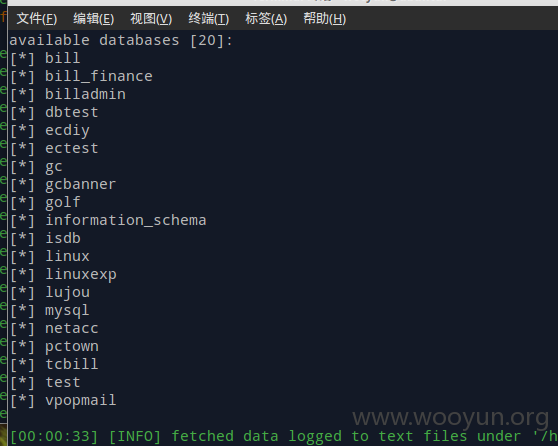 文件(F) 编辑(E) 视图(V) 终端(T) 标签(A) 帮助(H)
available databases [20]:
[*] bill
[*] bill_finance
[*] billadmin
[*] dbtest
[*] ecdiy
[*] ectest
[*] gc
[*] gcbanner
[*] golf
[*] information_schema
[*] isdb
[*] linux
[*] linuxexp
[*] lujou
[*] mysql
[*] netacc
[*] pctown
[*] tcbill
[*] test
[*] vpopmail
www.wooyun.org
[00:00:33] [INFO] fetched data logged to text files under '/h